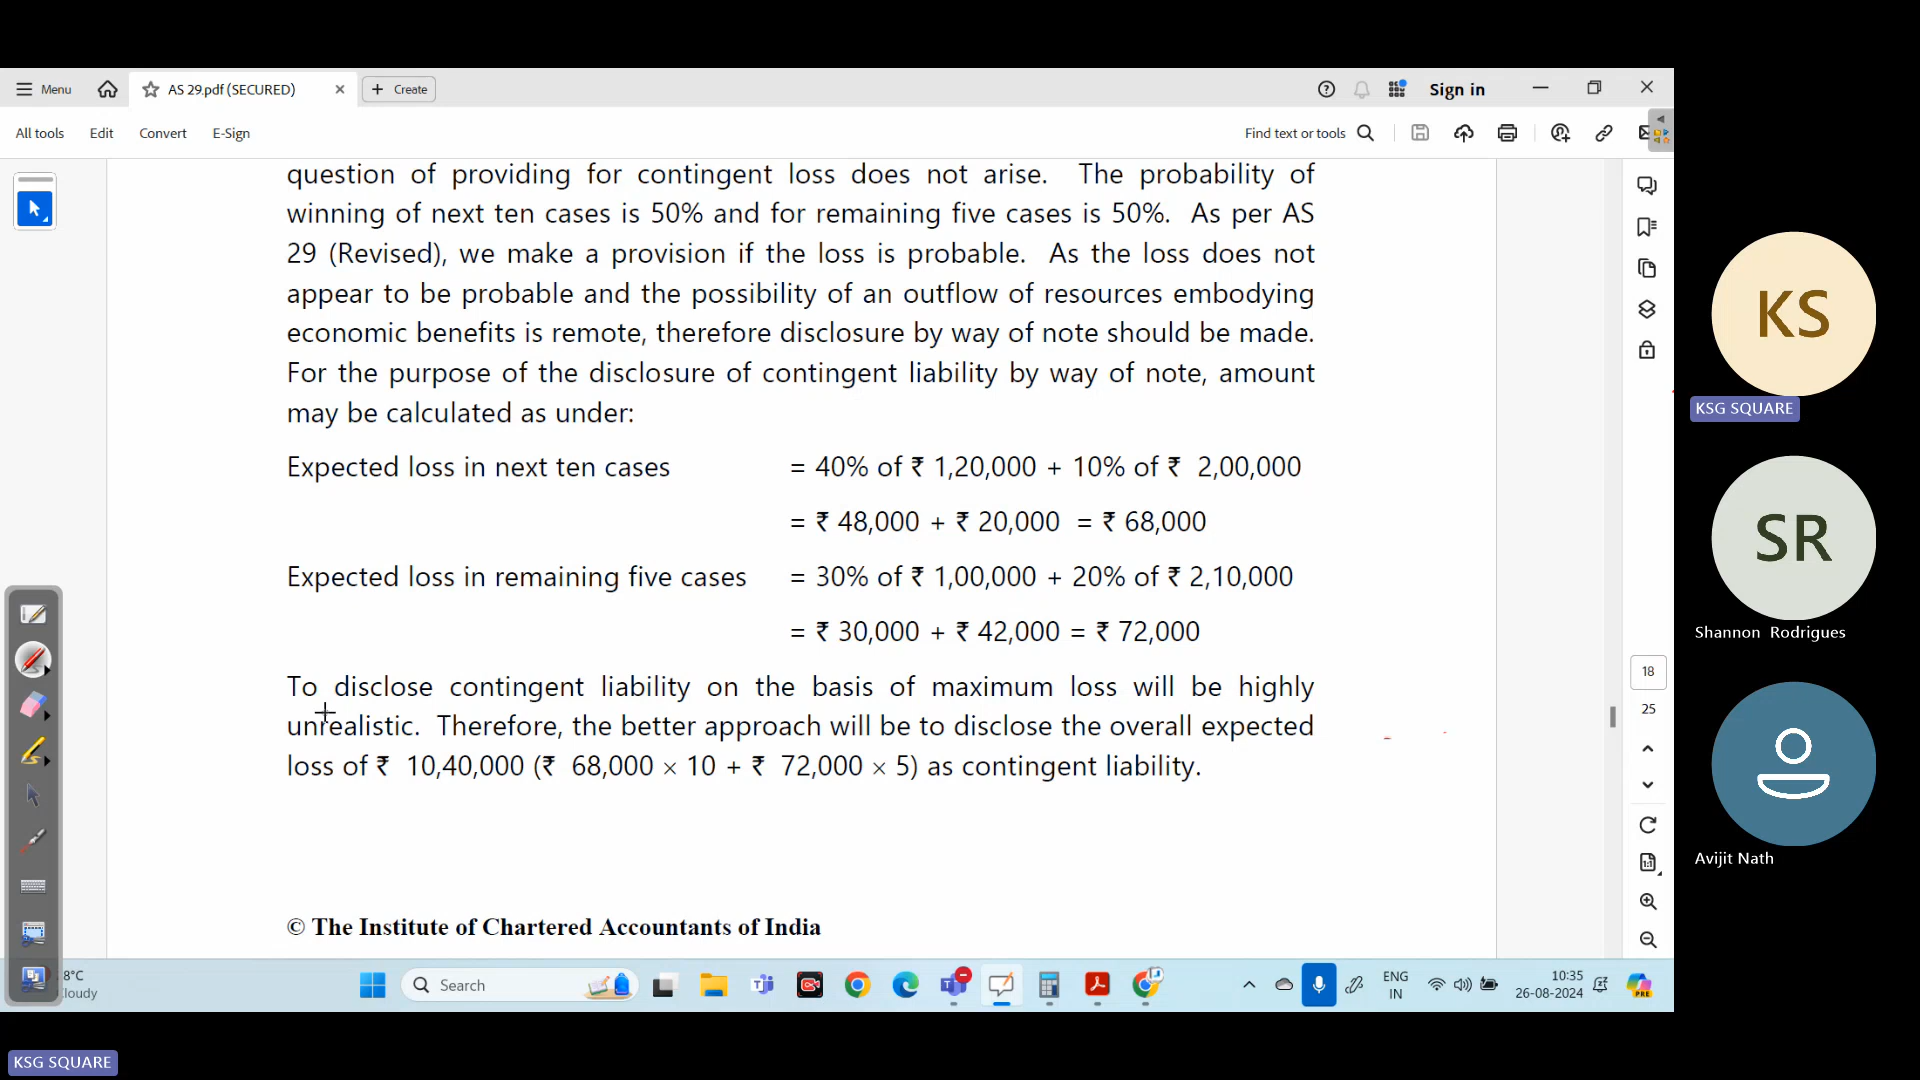 Menu
AS 29.pdf (SECURED)
Create
Sign in
All tools
Edit
Convert
E-Sign
Find text or tools
question of providing for contingent loss does not arise. The probability of
winning of next ten cases is 50% and for remaining five cases is 50%. As per AS
29 (Revised), we make a provision if the loss is probable. As the loss does not
appear to be probable and the possibility of an outflow of resources embodying
economic benefits is remote, therefore disclosure by way of note should be made.
For the purpose of the disclosure of contingent liability by way of note, amount
may be calculated as under:
Expected loss in next ten cases = 40% of ₹ 1,20,000 + 10% of ₹ 2,00,000
= ₹ 48,000 + ₹ 20,000 = ₹ 68,000
Expected loss in remaining five cases = 30% of ₹ 1,00,000 + 20% of ₹ 2,10,000
= ₹ 30,000 + ₹ 42,000 = ₹ 72,000
To disclose contingent liability on the basis of maximum loss will be highly
unrealistic. Therefore, the better approach will be to disclose the overall expected
loss of ₹ 10,40,000 (₹ 68,000 × 10 + ₹ 72,000 × 5) as contingent liability.
© The Institute of Chartered Accountants of India
18
25
KS
KSG SQUARE
SR
Shannon Rodrigues
Avijit Nath
8°C
Cloudy
Search
ENG
IN
10:35
26-08-2024
PRE
KSG SQUARE